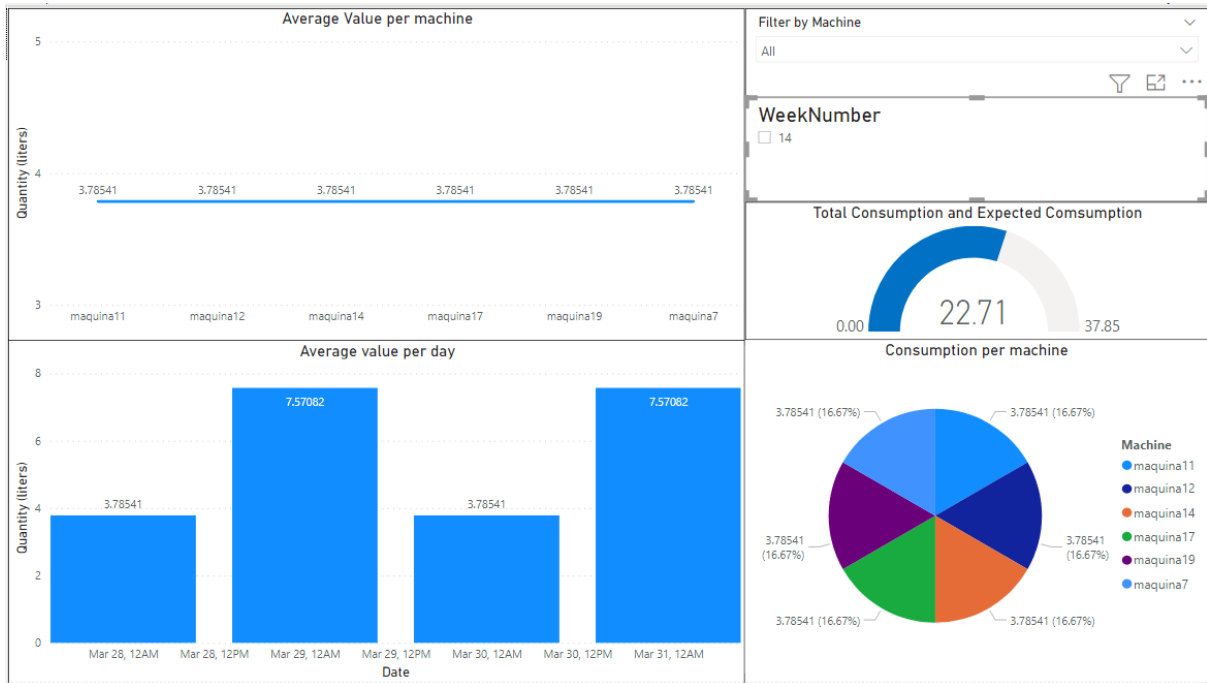 Average Value per machine
5
4
3
Quantity (liters)
3.78541
3.78541
3.78541
3.78541
3.78541
3.78541
maquina11
maquina12
maquina14
maquina17
maquina19
maquina7
Filter by Machine
All
WeekNumber
14
Total Consumption and Expected Comsumption
22.71
0.00
37.85
Average value per day
8
6
4
2
0
Quantity (liters)
3.78541
7.57082
3.78541
7.57082
Mar 28, 12AM
Mar 28, 12PM
Mar 29, 12AM
Mar 29, 12PM
Mar 30, 12AM
Mar 30, 12PM
Mar 31, 12AM
Date
Consumption per machine
3.78541 (16.67%)
3.78541 (16.67%)
3.78541
(16.67%)
3.78541
(16.67%)
3.78541 (16.67%)
3.78541 (16.67%)
Machine
maquina11
maquina12
maquina14
maquina17
maquina19
maquina7